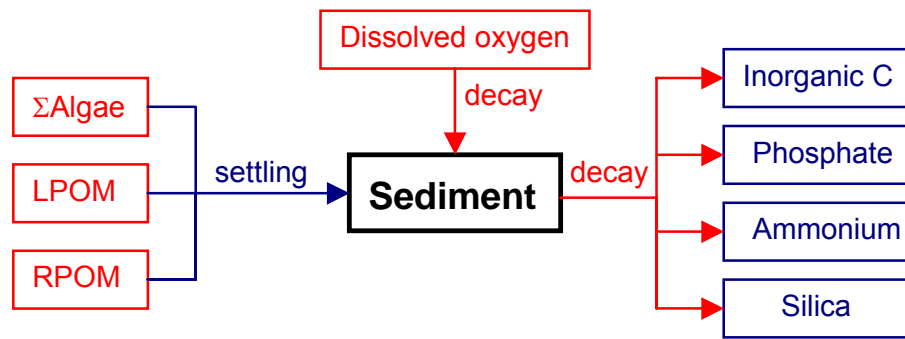 Dissolved oxygen
decay
ΣAlgae
LPOM
RPOM
settling
Sediment
decay
Inorganic C
Phosphate
Ammonium
Silica